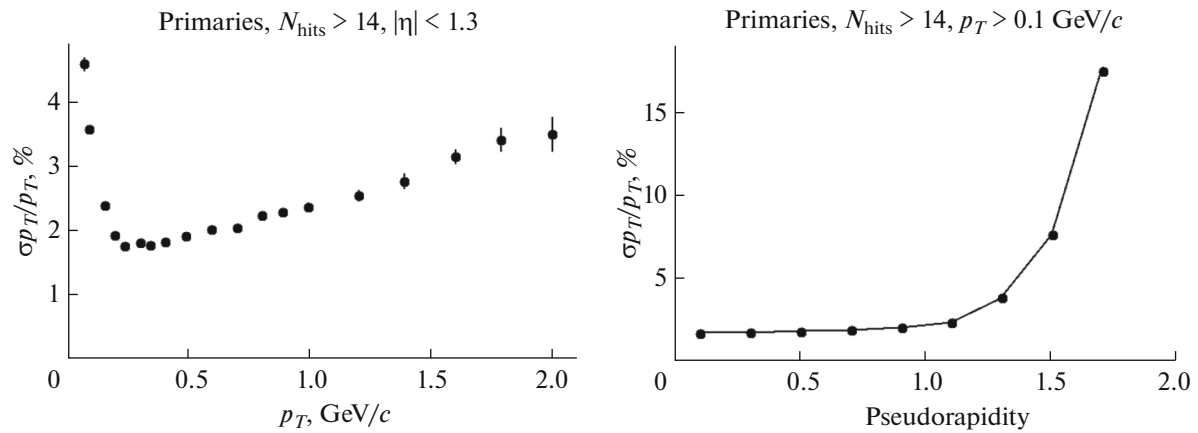 Primaries, N_hits > 14, |η| < 1.3
4
3
2
1
0
0.5
1.0
1.5
2.0
σp_T/p_T, %
p_T, GeV/c
Primaries, N_hits > 14, p_T > 0.1 GeV/c
15
10
5
0
0.5
1.0
1.5
2.0
σp_T/p_T, %
Pseudorapidity